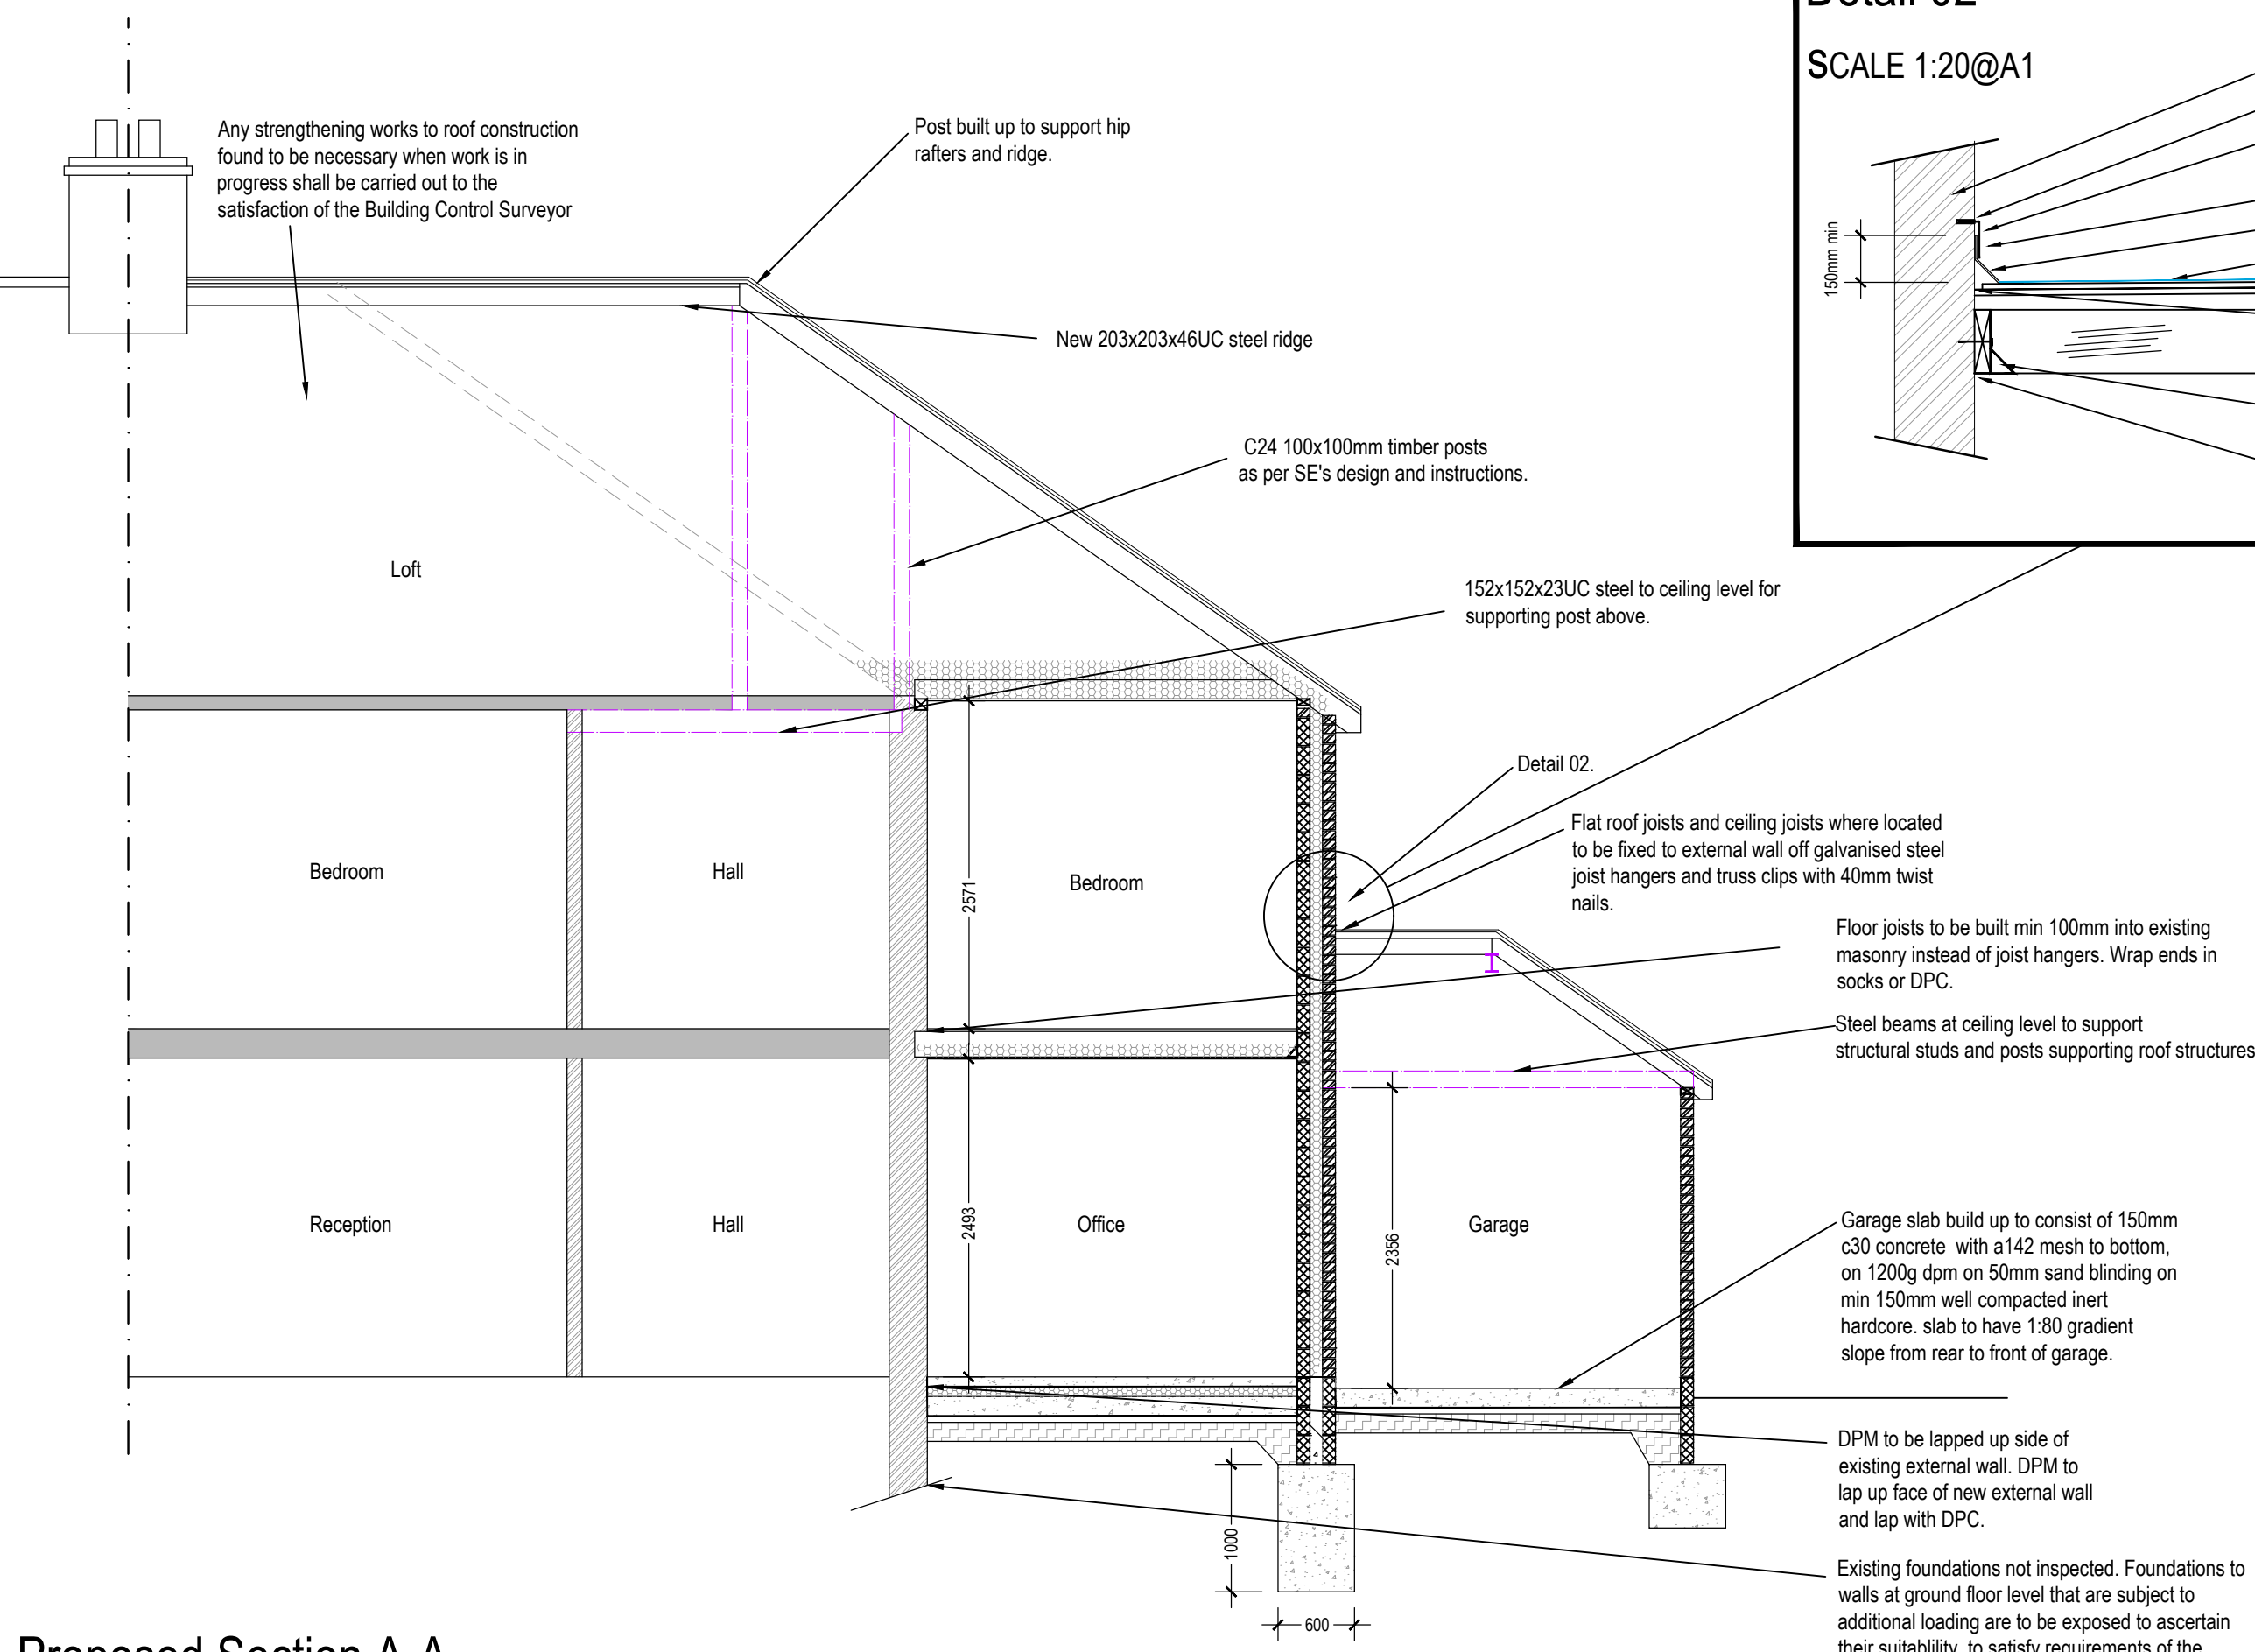 Detail 02
SCALE 1:20@A1
150mm min
Any strengthening works to roof construction
found to be necessary when work is in
progress shall be carried out to the
satisfaction of the Building Control Surveyor
Post built up to support hip
rafters and ridge.
New 203x203x46UC steel ridge
C24 100x100mm timber posts
as per SE's design and instructions.
Loft
152x152x23UC steel to ceiling level for
supporting post above.
Detail 02.
Flat roof joists and ceiling joists where located
to be fixed to external wall off galvanised steel
joist hangers and truss clips with 40mm twist
nails.
Bedroom
Hall
2571
Bedroom
Floor joists to be built min 100mm into existing
masonry instead of joist hangers. Wrap ends in
socks or DPC.
Steel beams at ceiling level to support
structural studs and posts supporting roof structures
Reception
Hall
2493
Office
2356
Garage
Garage slab build up to consist of 150mm
c30 concrete with a142 mesh to bottom,
on 1200g dpm on 50mm sand blinding on
min 150mm well compacted inert
hardcore. slab to have 1:80 gradient
slope from rear to front of garage.
DPM to be lapped up side of
existing external wall. DPM to
lap up face of new external wall
and lap with DPC.
1000
600
Existing foundations not inspected. Foundations to
walls at ground floor level that are subject to
additional loading are to be exposed to ascertain
their suitablility, to satisfy requirements of the
Proposed Section A-A